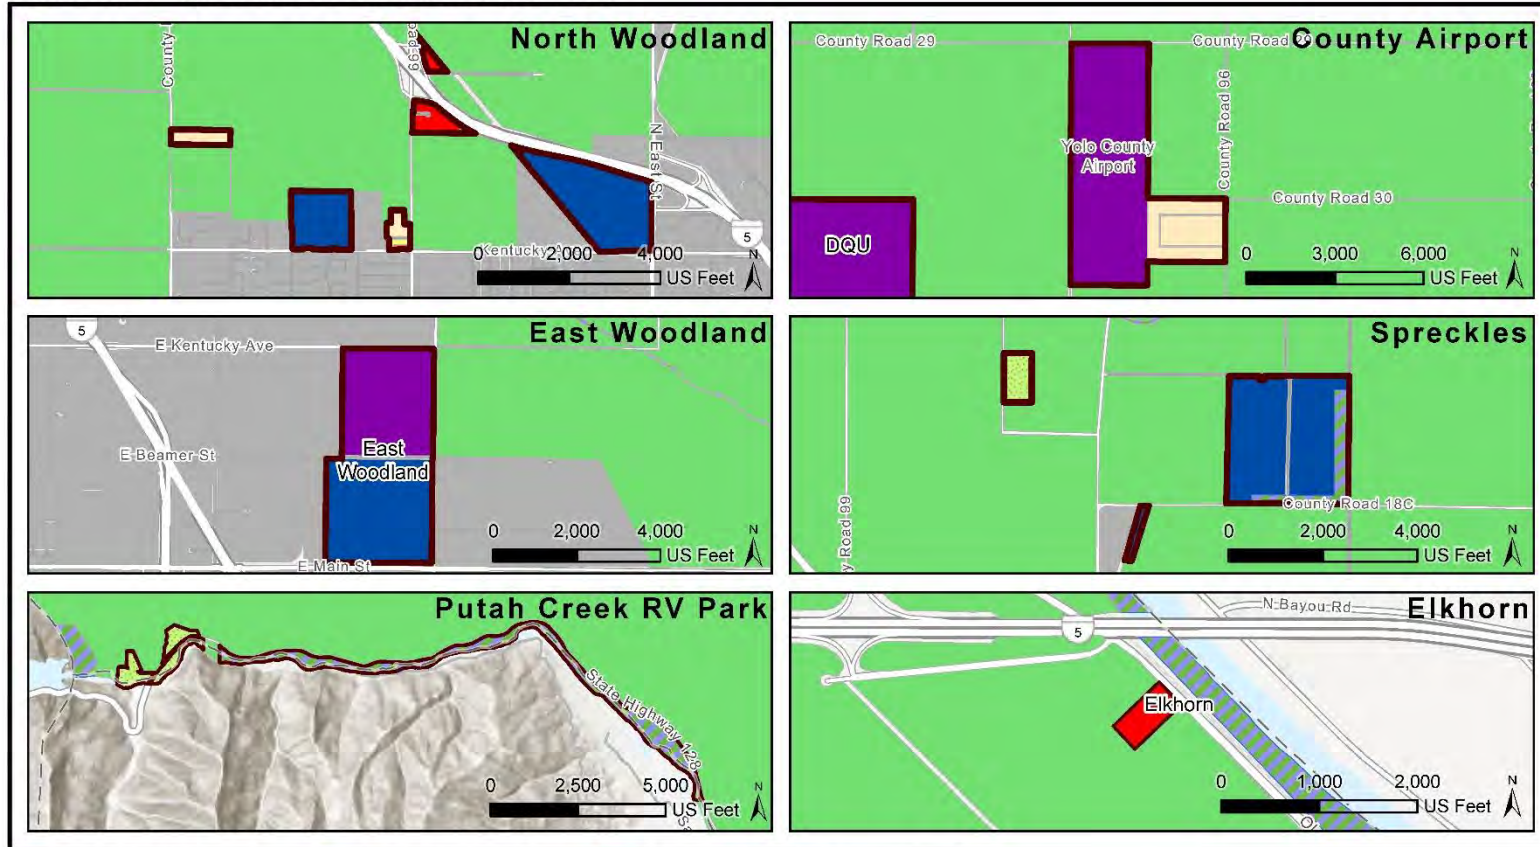 North Woodland
County
oad 99
N East St
Kentucky A
5
0 2,000 4,000
US Feet
N
County Airport
County Road 29
County Road 29
County Road 96
Yolo County
Airport
County Road 30
DQU
0 3,000 6,000
US Feet
N
East Woodland
5
E Kentucky Ave
E Beamer St
East
Woodland
E Main St
0 2,000 4,000
US Feet
N
Spreckles
y Road 99
County Road 18C
0 2,000 4,000
US Feet
N
Putah Creek RV Park
State Highway 128
0 2,500 5,000
US Feet
N
Sa
Elkhorn
N Bayou Rd
5
Elkhorn
0 1,000 2,000
US Feet
N
Ol